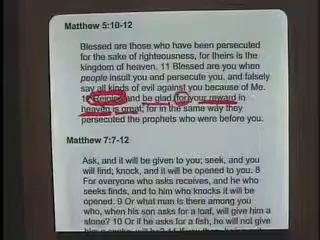 Matthew 5:10-12
Blessed are those who have been persecuted
for the sake of righteousness, for theirs is the
kingdom of heaven. 11 Blessed are you when
people insult you and persecute you, and falsely
say all kinds of evil against you because of Me.
12 Rejoice and be glad for your reward in
heaven is great; for in the same way they
persecuted the prophets who were before you.
Matthew 7:7-12
Ask, and it will be given to you; seek, and you
will find; knock, and it will be opened to you. 8
For everyone who asks receives, and he who
seeks finds, and to him who knocks it will be
opened. 9 Or what man is there among you
who, when his son asks for a loaf, will give him a
stone? 10 Or if he asks for a fish, he will not give